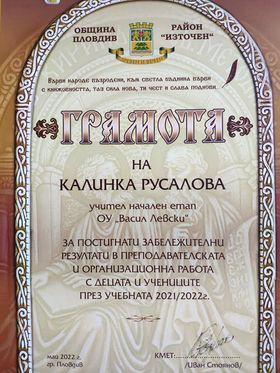 ОБЩИНА
ПЛОВДИВ
РАЙОН
"ИЗТОЧЕН"
Върви народе възродени, към светла бъднина върви
с книжовността, таз сила нова, ти чест и слава поднови.
ГРАМОТА
НА
КАЛИНКА РУСАЛОВА
учител начален етап
ОУ „Васил Левски"
ЗА ПОСТИГНАТИ ЗАБЕЛЕЖИТЕЛНИ
РЕЗУЛТАТИ В ПРЕПОДАВАТЕЛСКАТА
И ОРГАНИЗАЦИОННА РАБОТА
С ДЕЦАТА И УЧЕНИЦИТЕ
ПРЕЗ УЧЕБНАТА 2021/2022г.
май 2022 г.
гр. Пловдив
КМЕТ:
/Иван Стоянов/